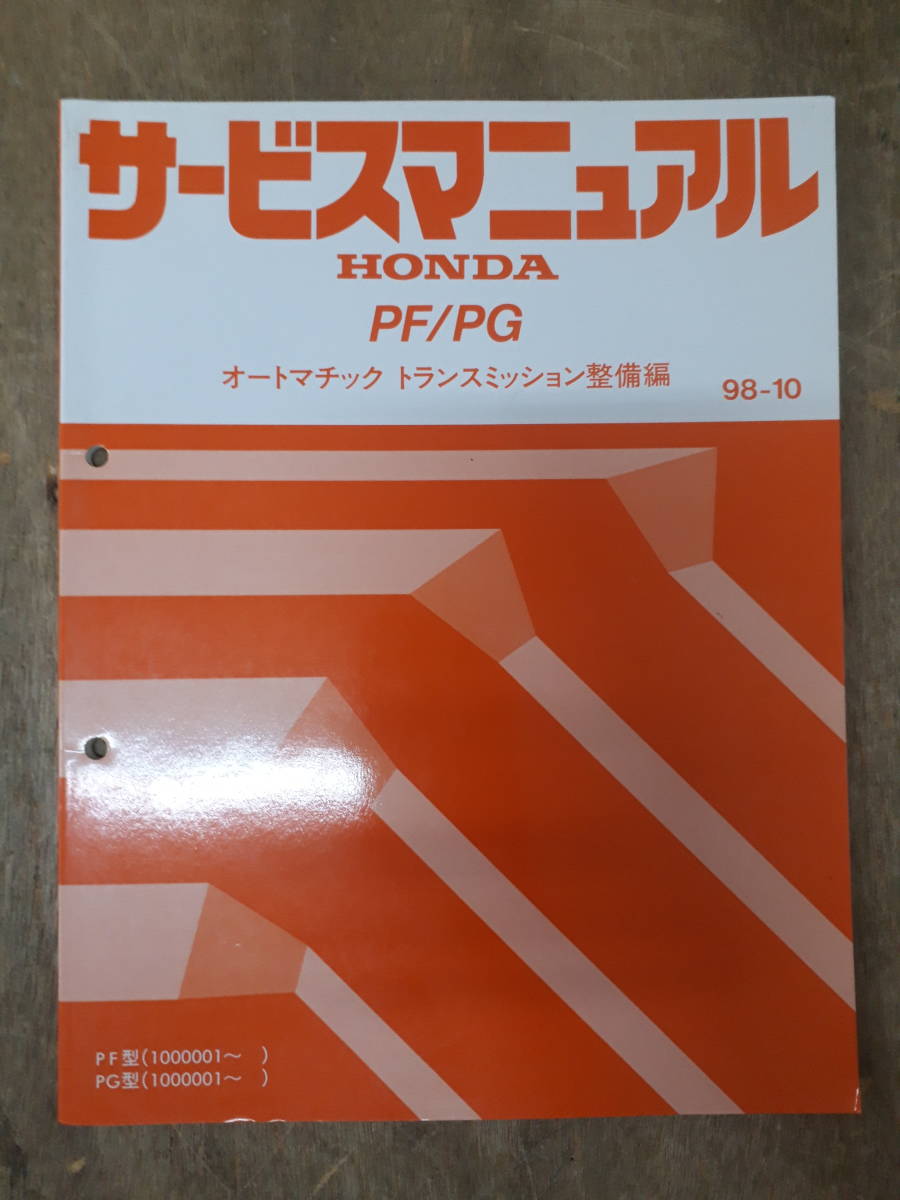 サービスマニュアル
HONDA
PF/PG
オートマチック トランスミッション整備編
98-10
PF型(1000001〜 )
PG型(1000001〜 )